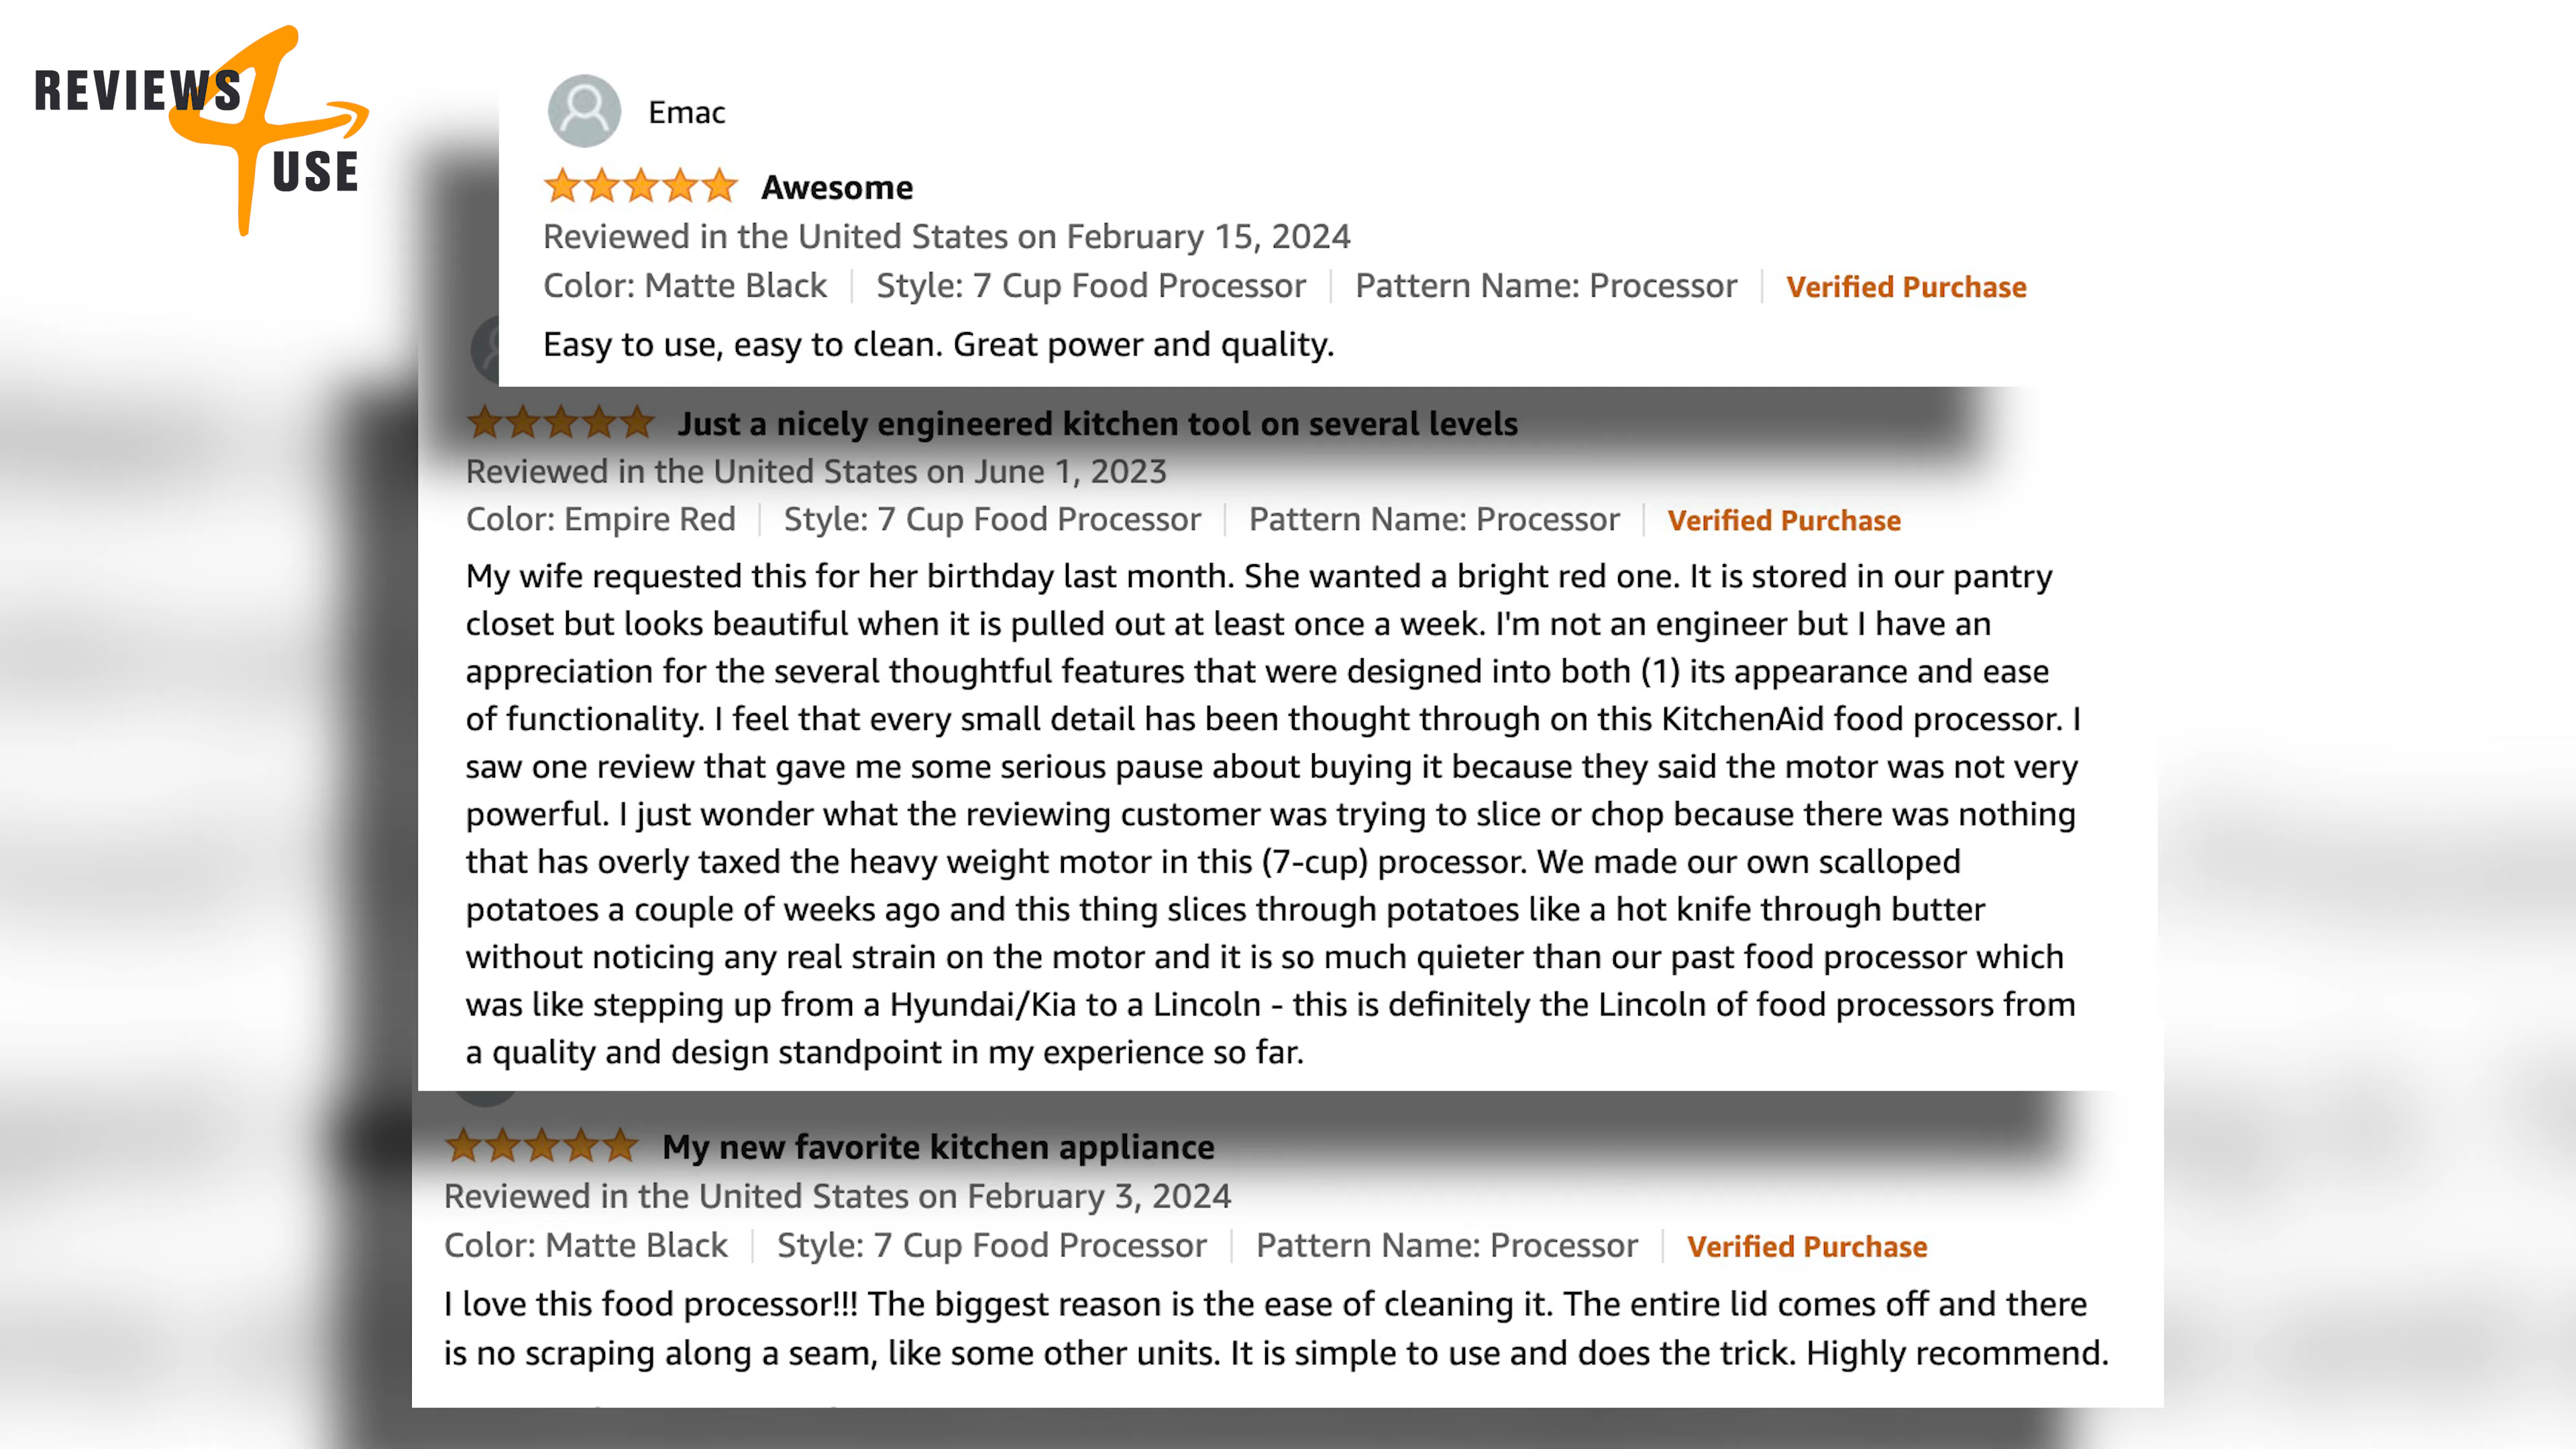 REVIEWS
4
USE
Emac
Awesome
Reviewed in the United States on February 15, 2024
Color: Matte Black | Style: 7 Cup Food Processor | Pattern Name: Processor | Verified Purchase
Easy to use, easy to clean. Great power and quality.
Just a nicely engineered kitchen tool on several levels
Reviewed in the United States on June 1, 2023
Color: Empire Red | Style: 7 Cup Food Processor | Pattern Name: Processor | Verified Purchase
My wife requested this for her birthday last month. She wanted a bright red one. It is stored in our pantry
closet but looks beautiful when it is pulled out at least once a week. I'm not an engineer but I have an
appreciation for the several thoughtful features that were designed into both (1) its appearance and ease
of functionality. I feel that every small detail has been thought through on this KitchenAid food processor. I
saw one review that gave me some serious pause about buying it because they said the motor was not very
powerful. I just wonder what the reviewing customer was trying to slice or chop because there was nothing
that has overly taxed the heavy weight motor in this (7-cup) processor. We made our own scalloped
potatoes a couple of weeks ago and this thing slices through potatoes like a hot knife through butter
without noticing any real strain on the motor and it is so much quieter than our past food processor which
was like stepping up from a Hyundai/Kia to a Lincoln - this is definitely the Lincoln of food processors from
a quality and design standpoint in my experience so far.
My new favorite kitchen appliance
Reviewed in the United States on February 3, 2024
Color: Matte Black | Style: 7 Cup Food Processor | Pattern Name: Processor | Verified Purchase
I love this food processor!!! The biggest reason is the ease of cleaning it. The entire lid comes off and there
is no scraping along a seam, like some other units. It is simple to use and does the trick. Highly recommend.